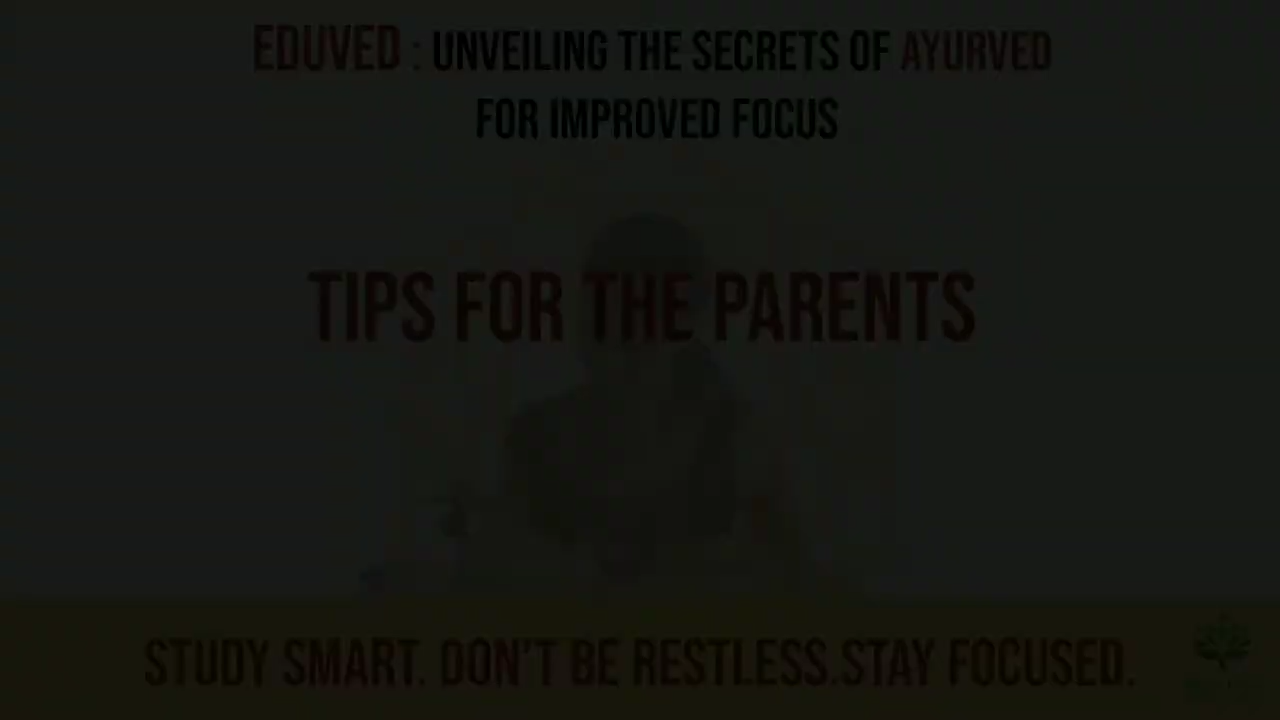 EDUVED : UNVEILING THE SECRETS OF AYURVED
FOR IMPROVED FOCUS
TIPS FOR THE PARENTS
STUDY SMART. DON'T BE RESTLESS.STAY FOCUSED.